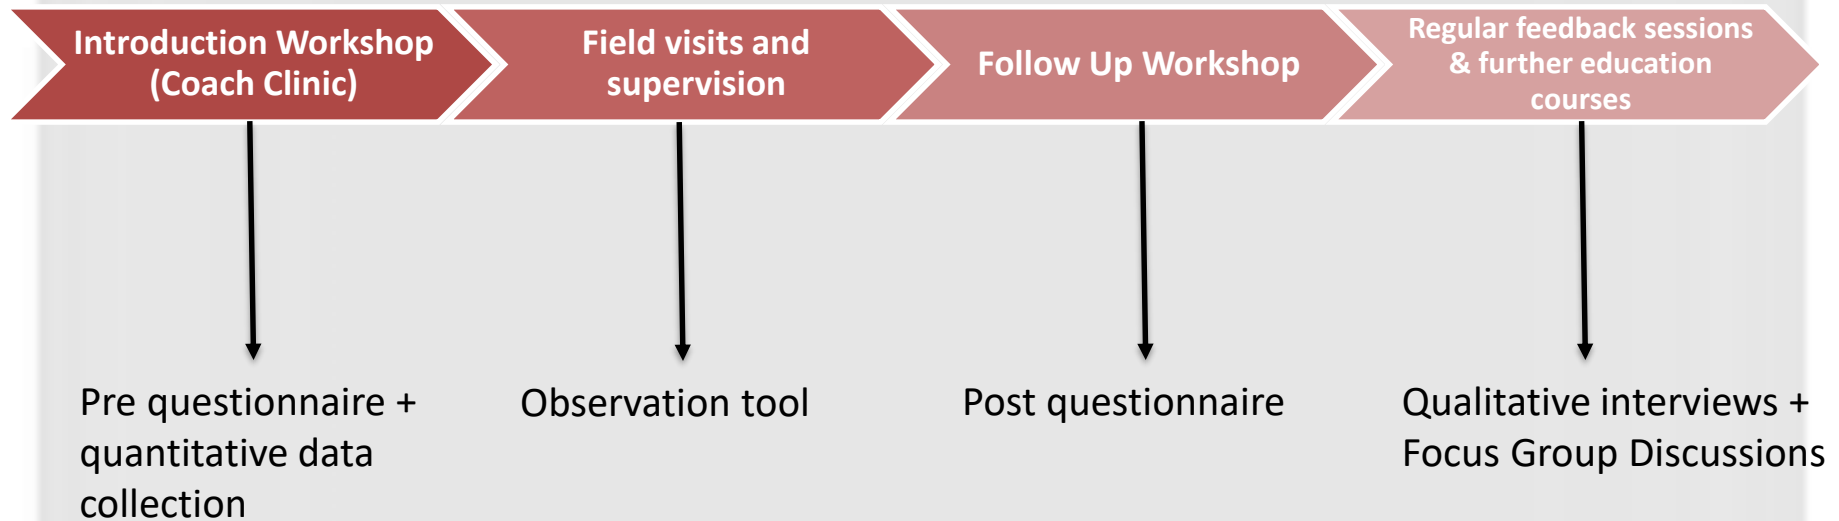 Introduction Workshop
(Coach Clinic)
Field visits and
supervision
Follow Up Workshop
Regular feedback sessions
& further education
courses
Pre questionnaire +
quantitative data
collection
Observation tool
Post questionnaire
Qualitative interviews +
Focus Group Discussions